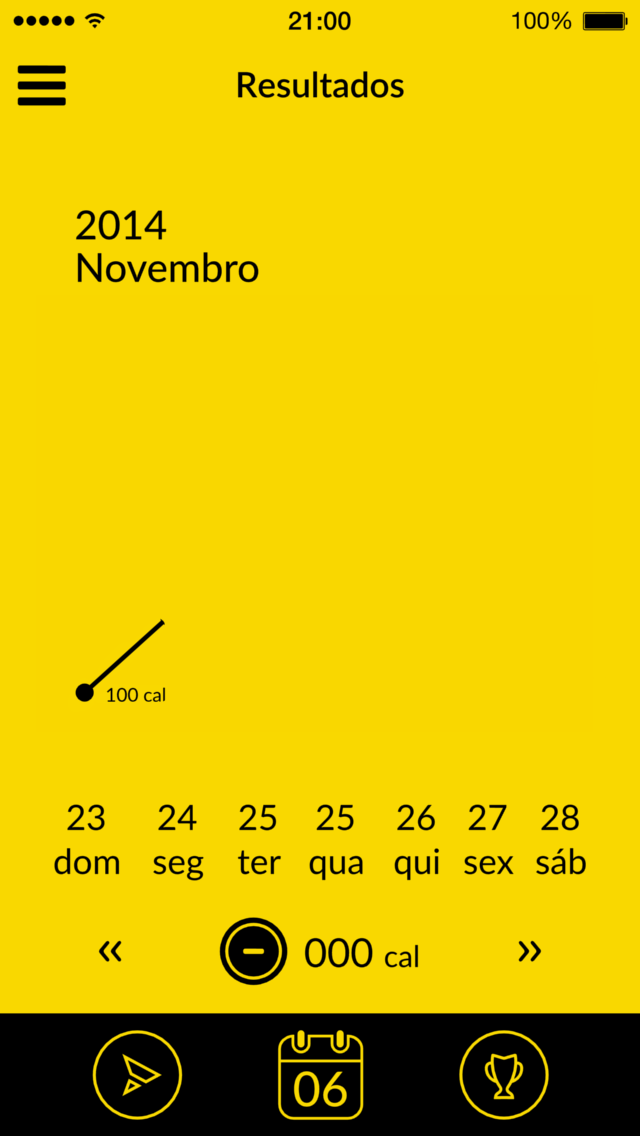 21:00 100%
Resultados
2014
Novembro
100 cal
23 24 25 25 26 27 28
dom seg ter qua qui sex sáb
« 000 cal »
06